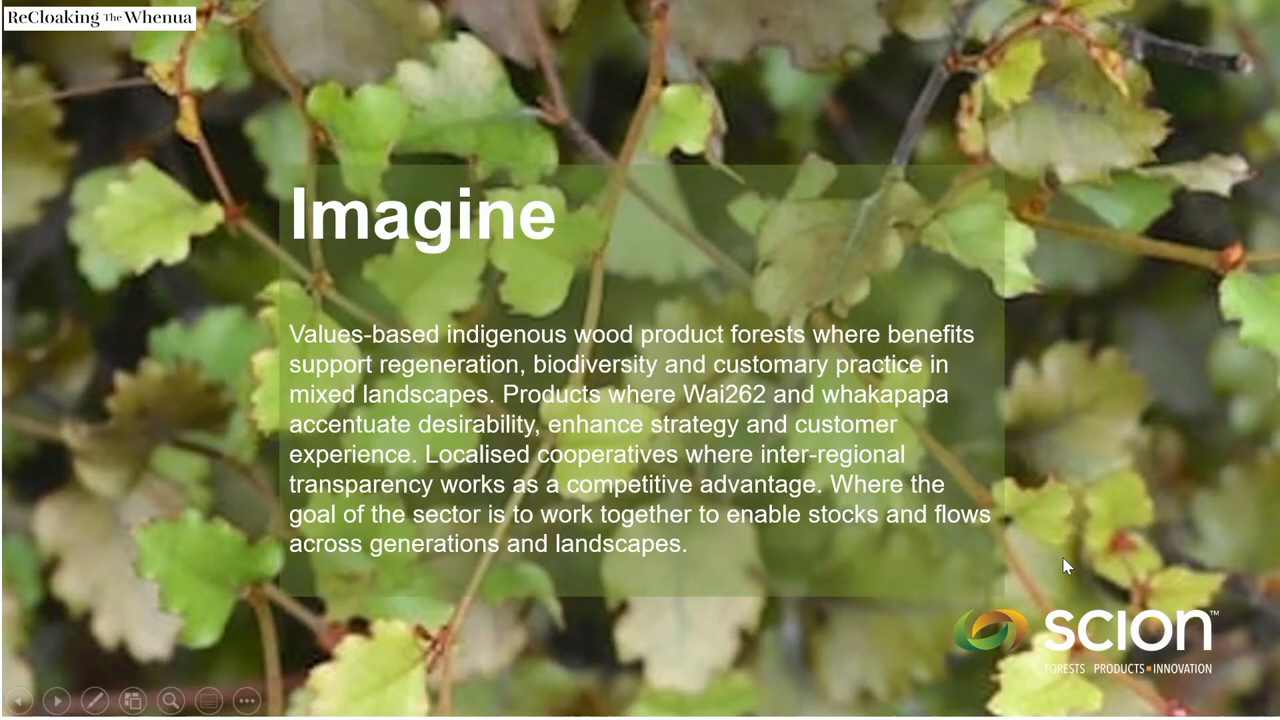 ReCloaking The Whenua
Imagine
Values-based indigenous wood product forests where benefits
support regeneration, biodiversity and customary practice in
mixed landscapes. Products where Wai262 and whakapapa
accentuate desirability, enhance strategy and customer
experience. Localised cooperatives where inter-regional
transparency works as a competitive advantage. Where the
goal of the sector is to work together to enable stocks and flows
across generations and landscapes.
scion™
FORESTS PRODUCTS▪INNOVATION